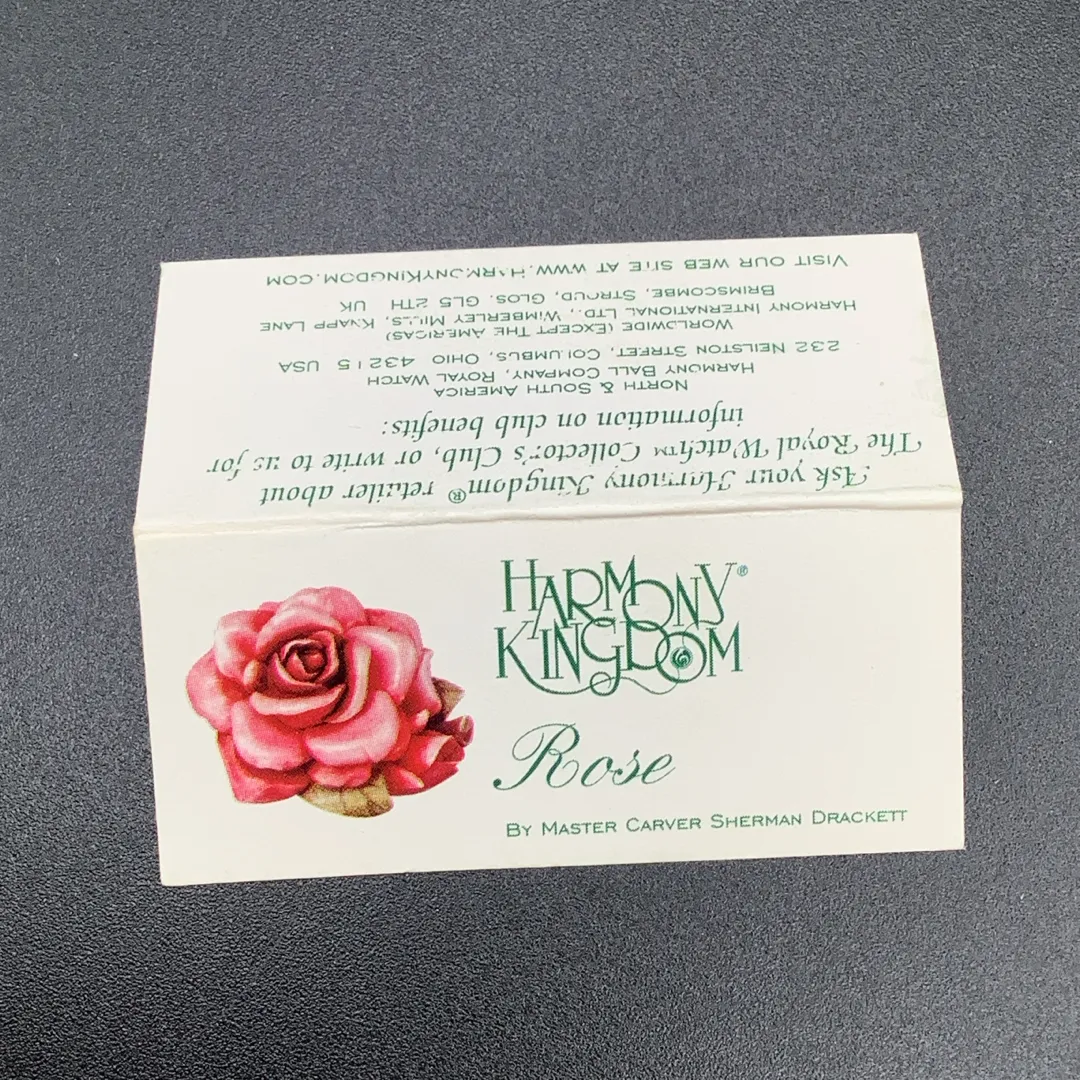 Ask your Harmony Kingdom® retailer about
The Royal Watch™ Collector's Club, or write to us for
information on club benefits:
NORTH & SOUTH AMERICA
HARMONY BALL COMPANY, ROYAL WATCH
232 NEILSTON STREET, COLUMBUS, OHIO 43215 USA
WORLDWIDE (EXCEPT THE AMERICAS)
HARMONY INTERNATIONAL, LTD., WIMBERLEY MILLS, KNAPP LANE
BRIMSCOMBE, STROUD, GLOS. GL5 2TH UK
VISIT OUR WEB SITE AT WWW.HARMONYKINGDOM.COM
HARMONY®
KINGDOM
Rose
BY MASTER CARVER SHERMAN DRACKETT